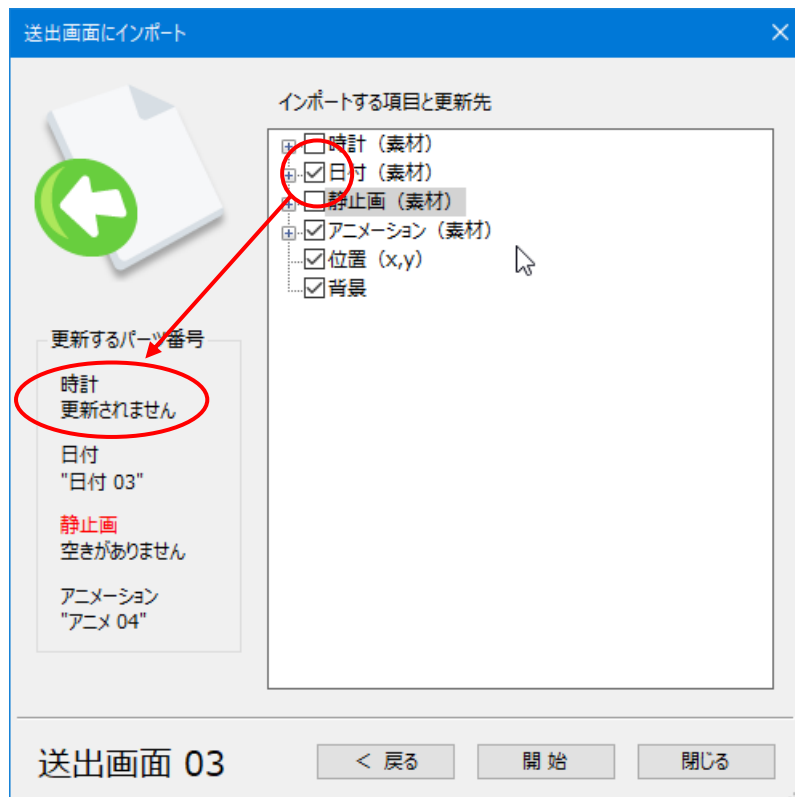 送出画面にインポート
インポートする項目と更新先
時計（素材）
日付（素材）
静止画（素材）
アニメーション（素材）
位置（x,y）
背景
更新するパーツ番号
時計
更新されません
日付
"日付 03"
静止画
空きがありません
アニメーション
"アニメ 04"
送出画面 03
< 戻る
開 始
閉じる